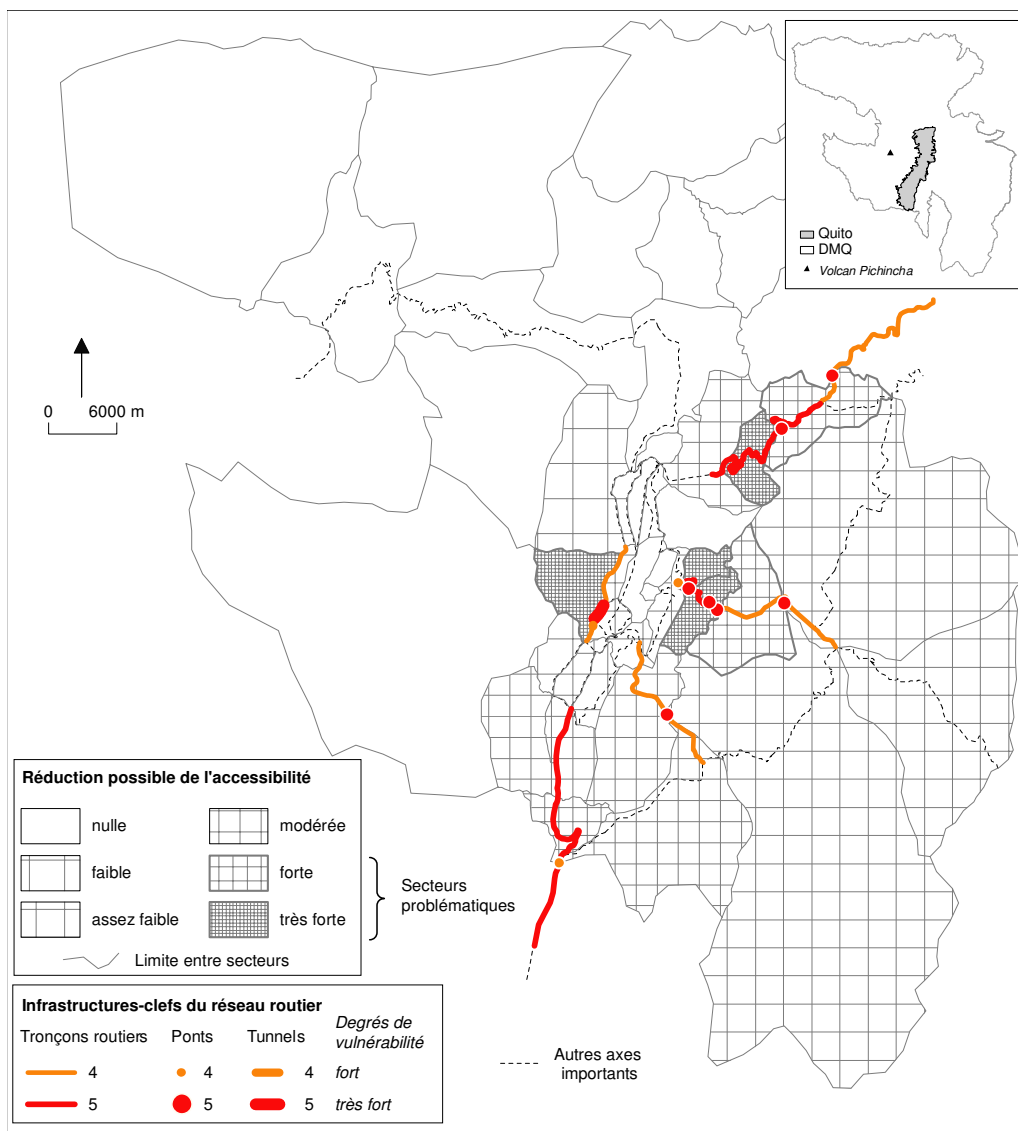 Quito
DMQ
Volcan Pichincha
0 6000 m
Réduction possible de l'accessibilité
nulle modérée
faible forte
assez faible très forte
Secteurs
problématiques
Limite entre secteurs
Infrastructures-clefs du réseau routier
Tronçons routiers Ponts Tunnels Degrés de
vulnérabilité
4 4 4 fort
5 5 5 très fort
Autres axes
importants